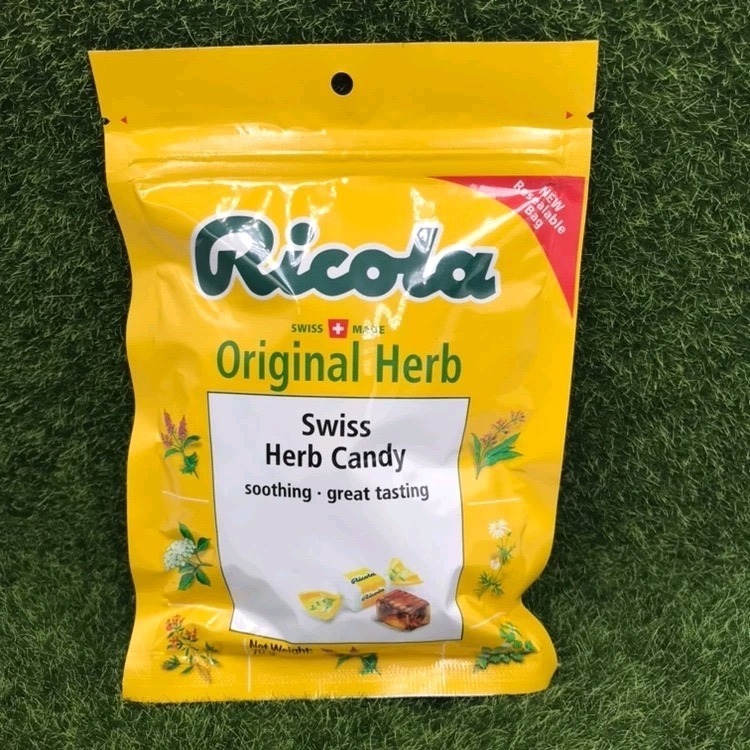 NEW
Resealable
Bag
Ricola
SWISS MADE
Original Herb
Swiss
Herb Candy
soothing · great tasting
Ricola
Ricola
Net Weight: